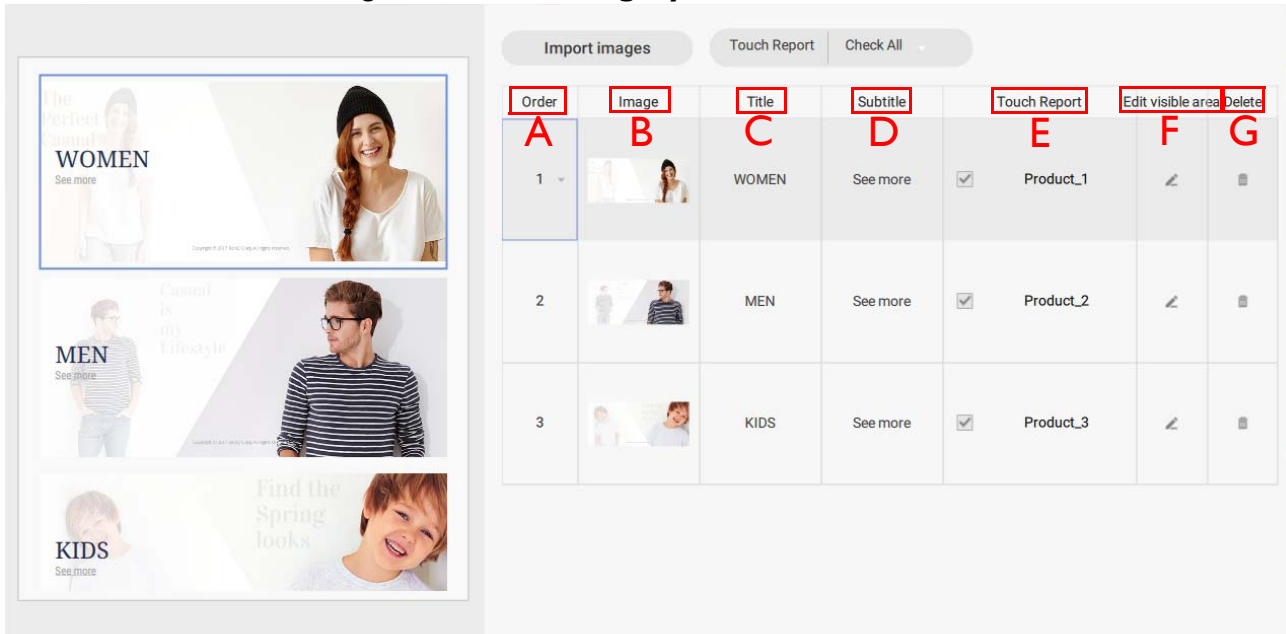 Import images
Touch Report
Check All
Order
Image
Title
Subtitle
Touch Report
Edit visible area
Delete
A
B
C
D
E
F
G
1
WOMEN
See more
Product_1
2
MEN
See more
Product_2
3
KIDS
See more
Product_3
The
Perfect
Casual
WOMEN
See more
Casual
is
my
Lifestyle
MEN
See more
Find the
Spring
looks
KIDS
See more